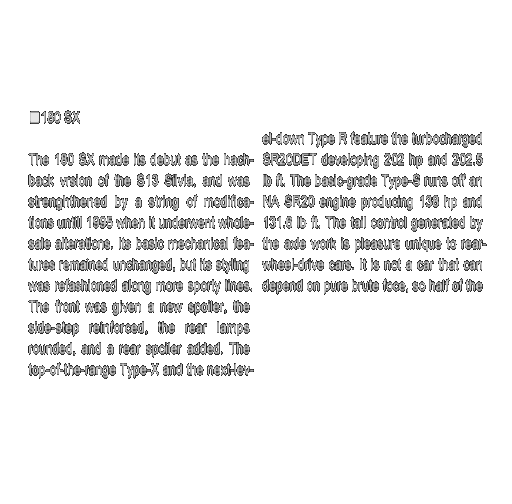 180 SX
The 180 SX made its debut as the hach-
back vrsion of the S13 Silvia, and was
strenghthened by a string of modifica-
tions untill 1995 when it underwent whole-
sale alterations. Its basic mechanical fea-
tures remained unchanged, but its styling
was refashioned along more sporty lines.
The front was given a new spoiler, the
side-step reinforced, the rear lamps
rounded, and a rear spoiler added. The
top-of-the-range Type-X and the next-lev-
el-down Type R feature the turbocharged
SR20DET developing 202 hp and 202.5
lb ft. The basic-grade Type-S runs off an
NA SR20 engine producing 138 hp and
131.6 lb ft. The tail control generated by
the axle work is pleasure unique to rear-
wheel-drive cars. It is not a car that can
depend on pure brute foce, so half of the